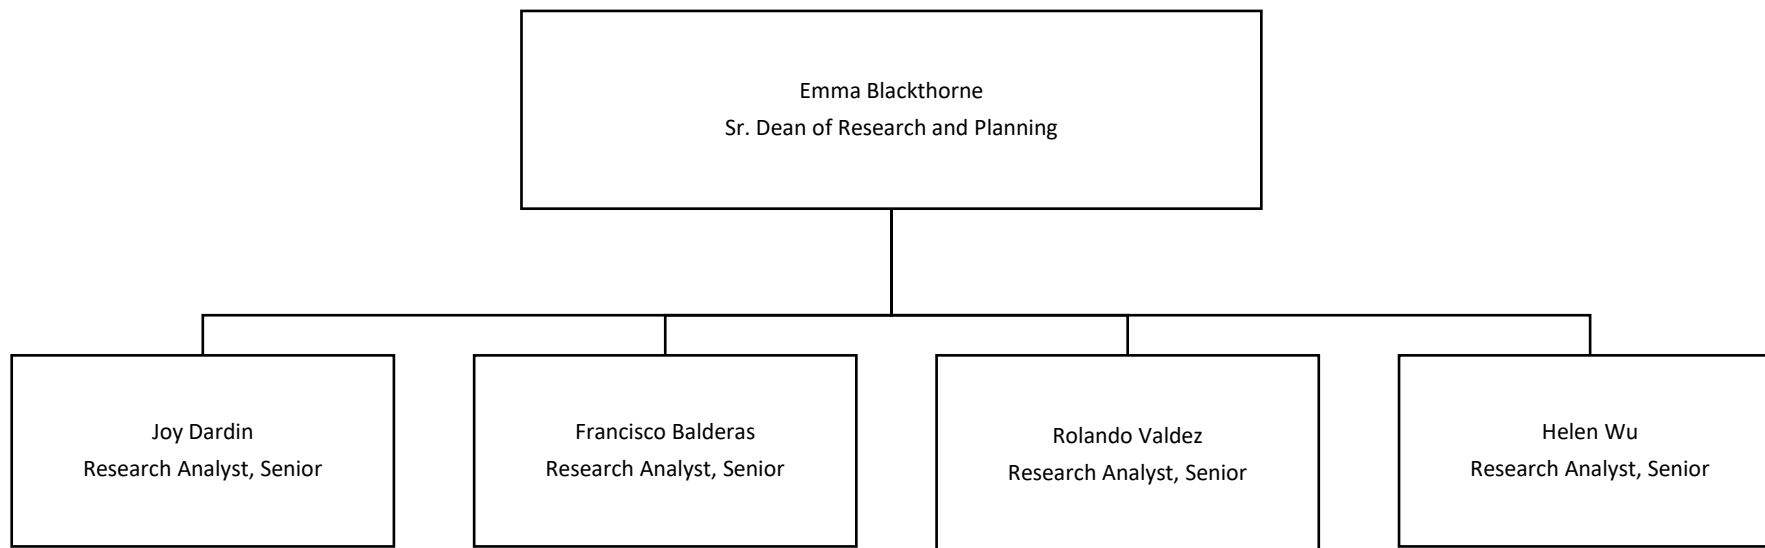 Emma Blackthorne
Sr. Dean of Research and Planning
Joy Dardin
Research Analyst, Senior
Francisco Balderas
Research Analyst, Senior
Rolando Valdez
Research Analyst, Senior
Helen Wu
Research Analyst, Senior